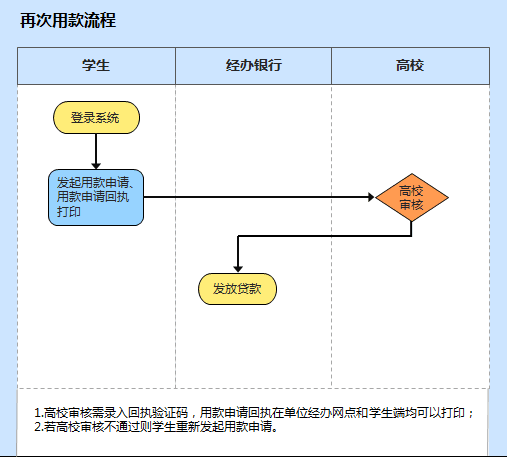 再次用款流程
学生 经办银行 高校
登录系统
发起用款申请、
用款申请回执
打印
高校
审核
发放贷款
1.高校审核需录入回执验证码，用款申请回执在单位经办网点和学生端均可以打印；
2.若高校审核不通过则学生重新发起用款申请。